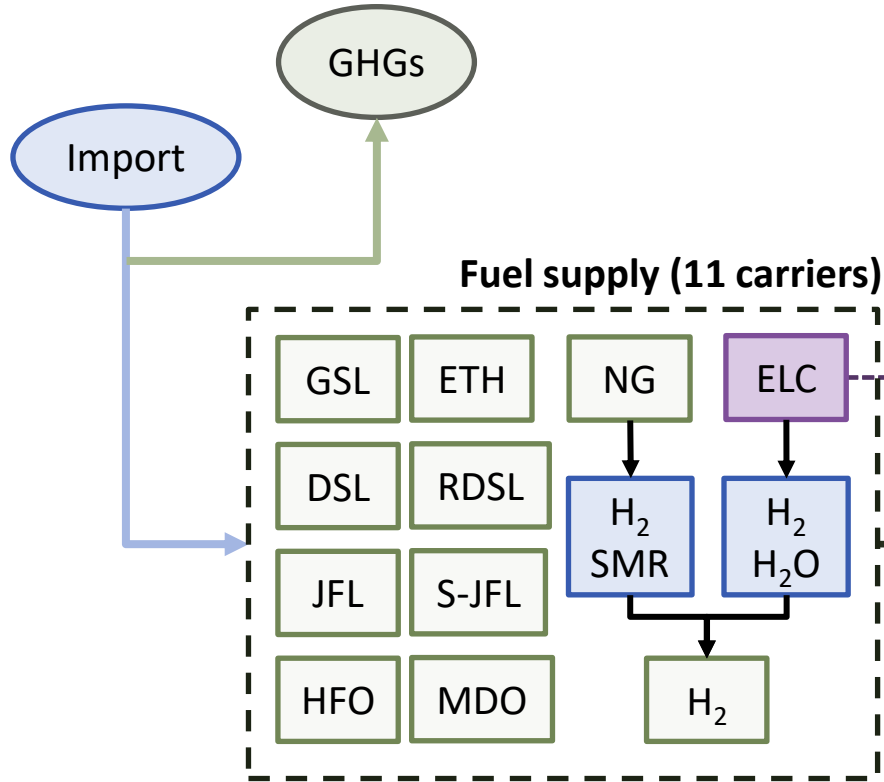 GHGs
Import
Fuel supply (11 carriers)
GSL
ETH
NG
ELC
DSL
RDSL
H₂
SMR
H₂
H₂O
JFL
S-JFL
HFO
MDO
H₂